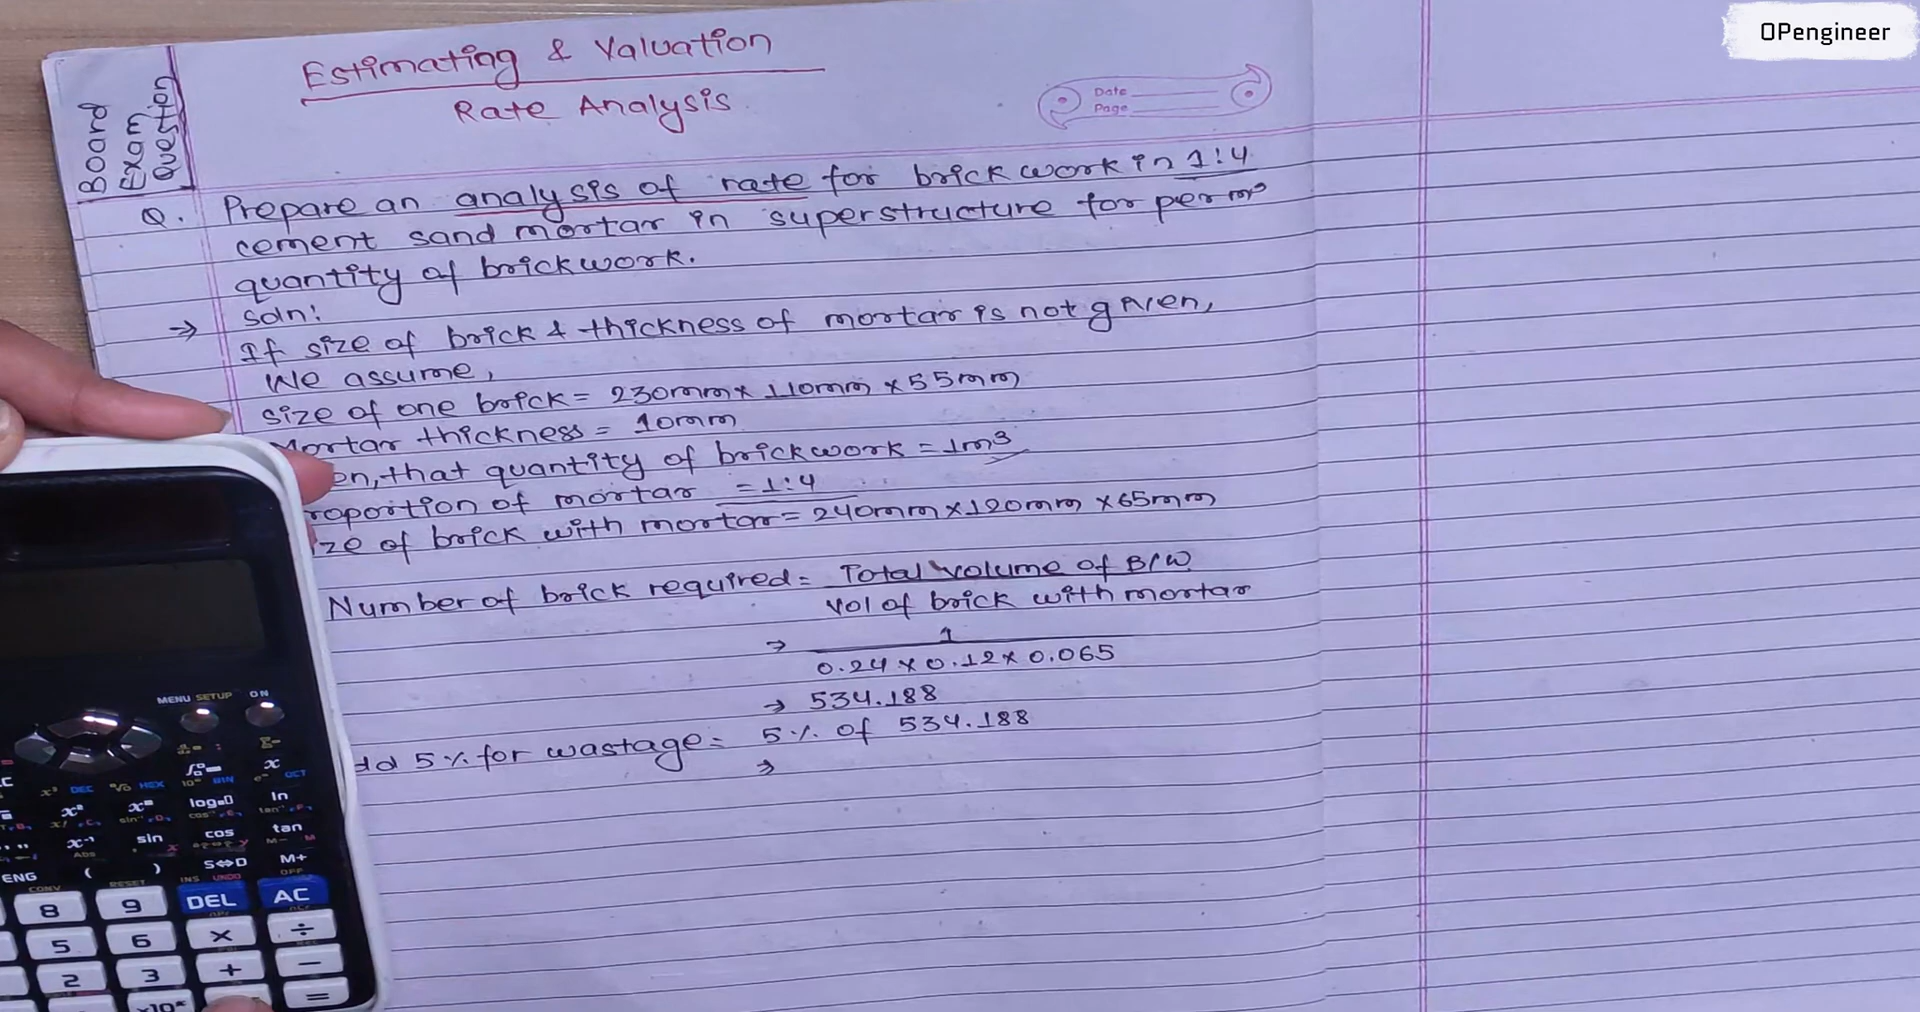 OPengineer
Estimating & Valuation
Rate Analysis
Board
Exam
Question
Date
Page
Q. Prepare an analysis of rate for brick work in 1:4
cement sand mortar in superstructure for per m³
quantity of brickwork.
→ Soln:
If size of brick & thickness of mortar is not given,
We assume,
size of one brick = 230mm × 110mm × 55mm
Mortar thickness = 10mm
en, that quantity of brickwork = 1m³
roportion of mortar = 1:4
ze of brick with mortar = 240mm × 120mm × 65mm
Number of brick required = Total volume of B/W
Vol of brick with mortar
→ 1
0.24 × 0.12 × 0.065
→ 534.188
dd 5% for wastage = 5% of 534.188
→
MENU SETUP ON
x
log ln
x⁻¹ sin cos tan
ENG ( ) S⇔D M+
8 9 DEL AC
5 6 × ÷
2 3 + −
×10ˣ =